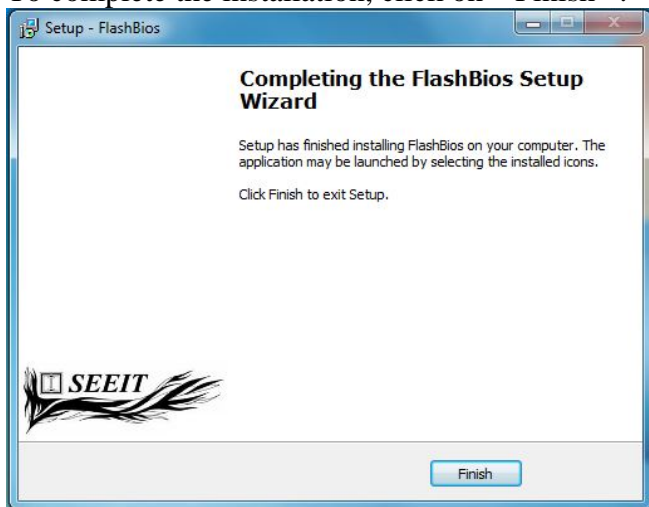 To complete the installation, click on " Finish ".
Setup - FlashBios
Completing the FlashBios Setup
Wizard
Setup has finished installing FlashBios on your computer. The
application may be launched by selecting the installed icons.
Click Finish to exit Setup.
I SEEIT
Finish